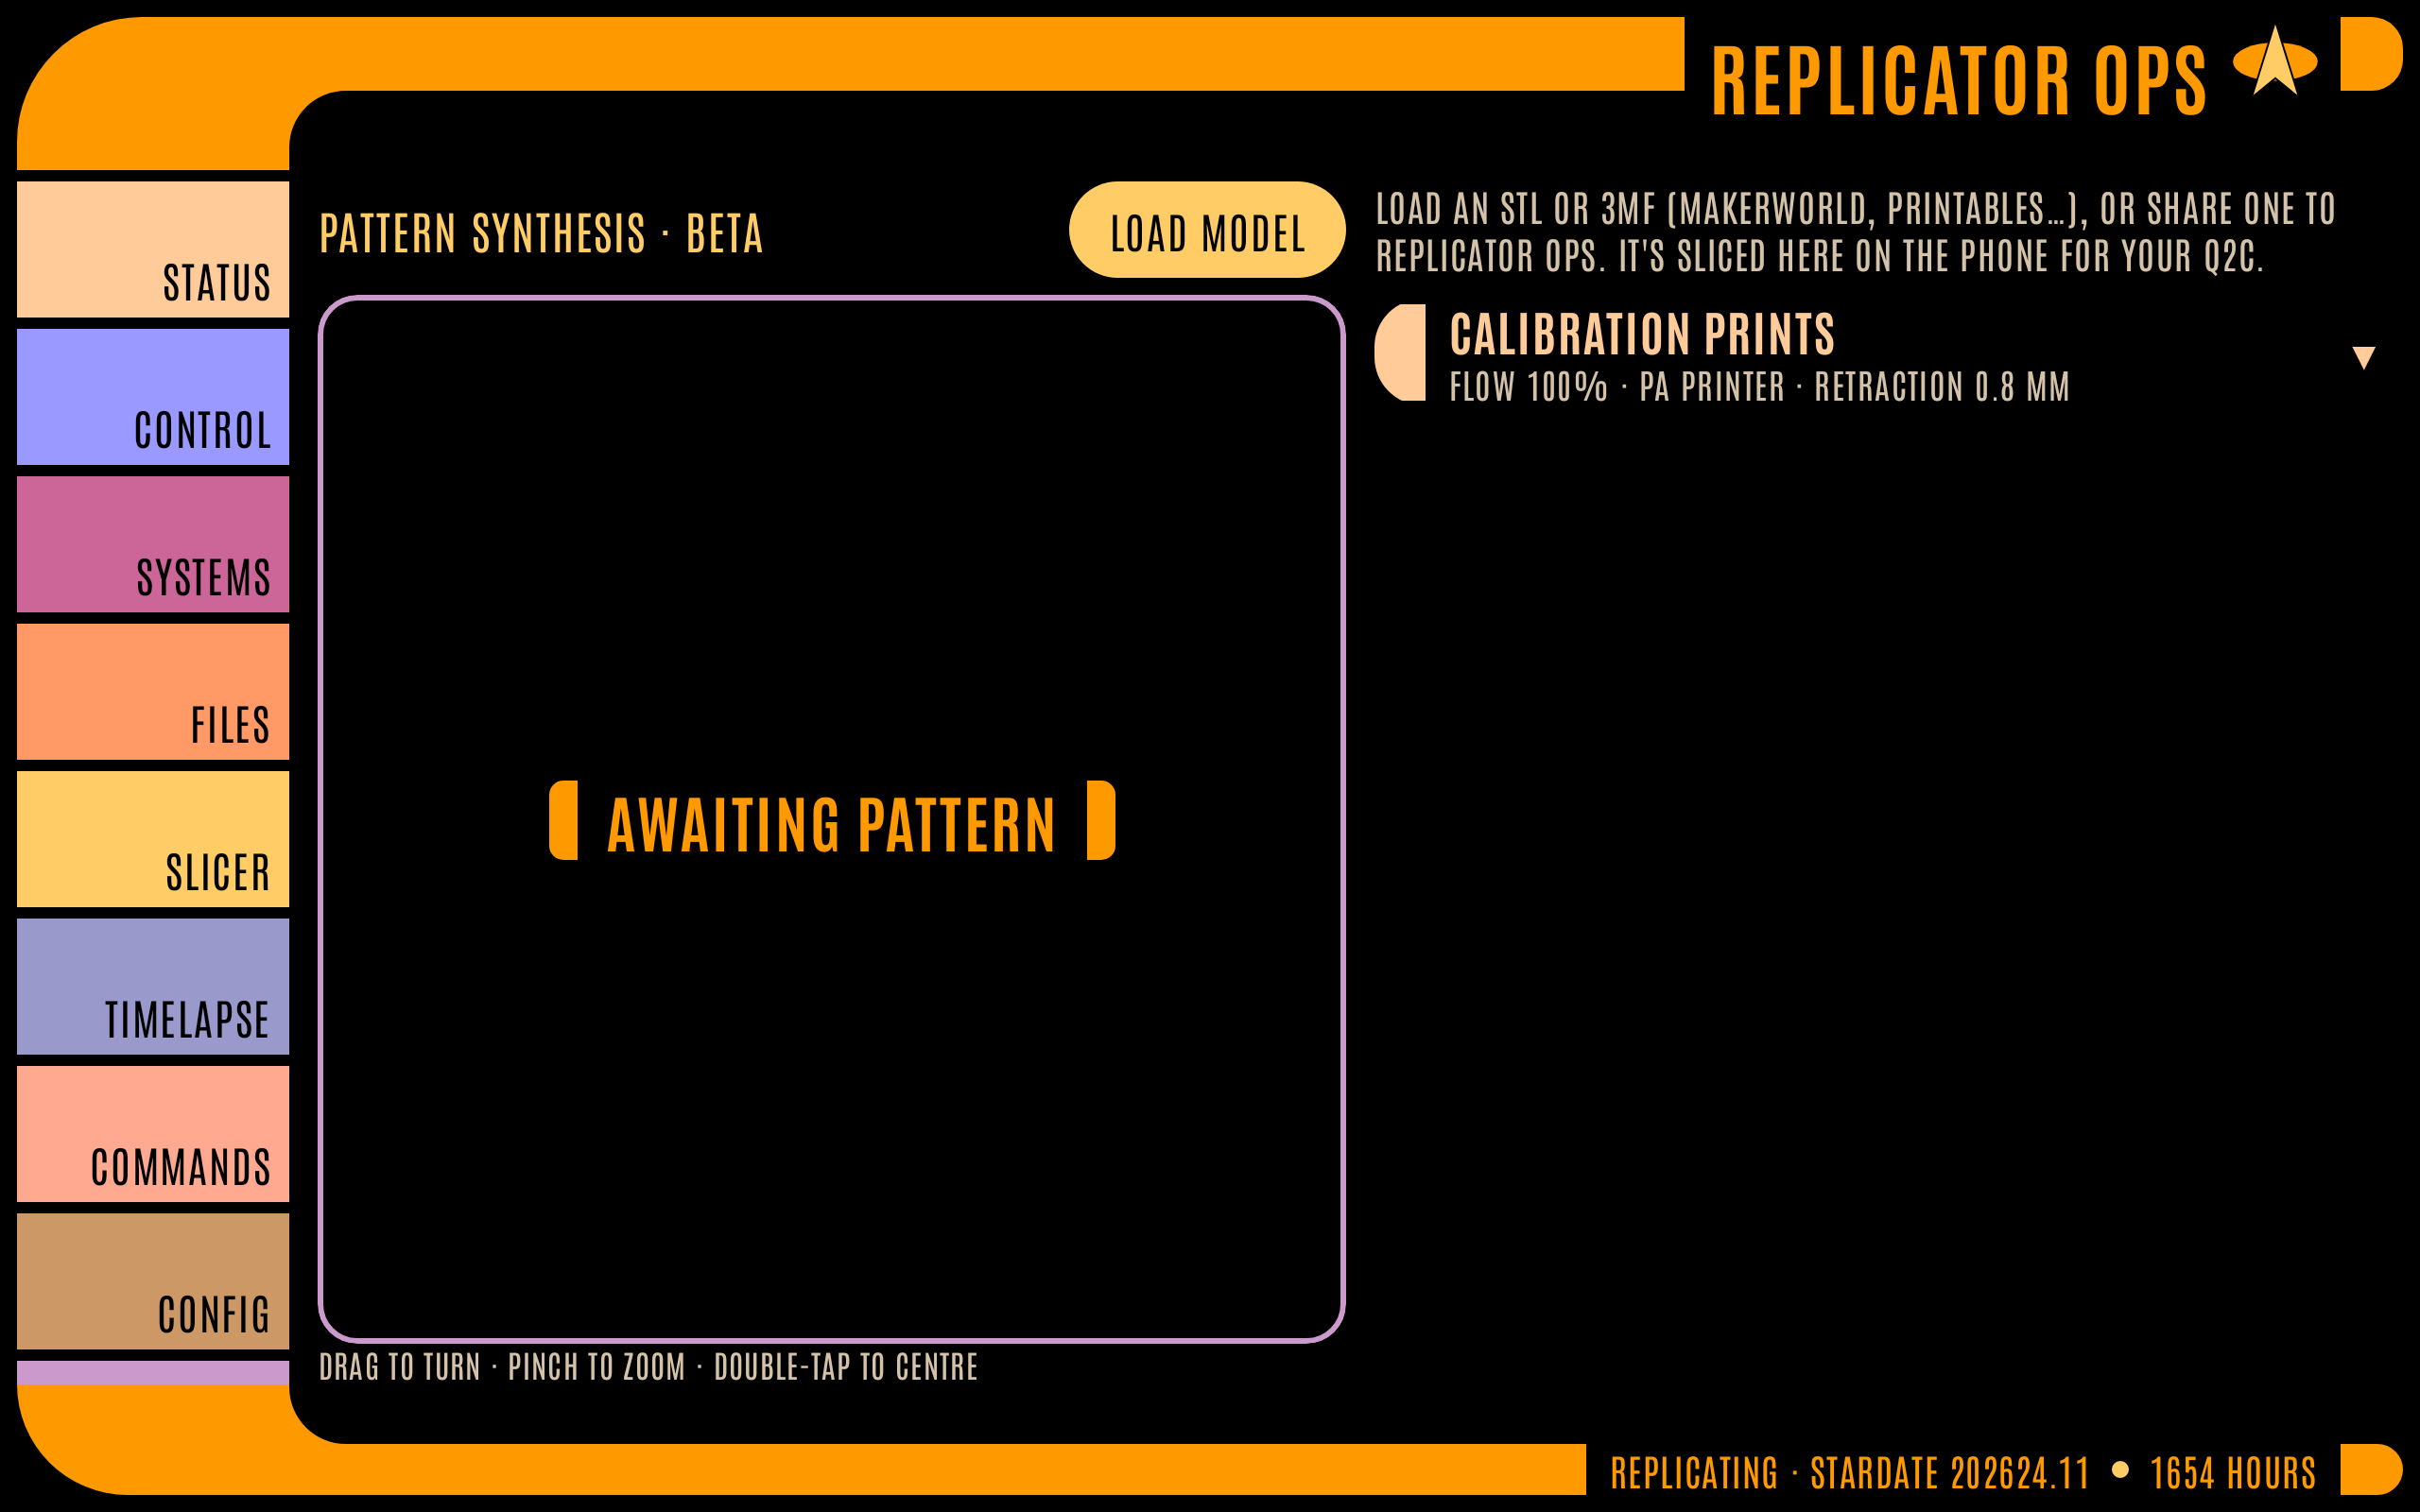 REPLICATOR OPS
STATUS
CONTROL
SYSTEMS
FILES
SLICER
TIMELAPSE
COMMANDS
CONFIG
PATTERN SYNTHESIS · BETA
LOAD MODEL
AWAITING PATTERN
DRAG TO TURN · PINCH TO ZOOM · DOUBLE-TAP TO CENTRE
LOAD AN STL OR 3MF (MAKERWORLD, PRINTABLES…), OR SHARE ONE TO
REPLICATOR OPS. IT'S SLICED HERE ON THE PHONE FOR YOUR Q2C.
CALIBRATION PRINTS
FLOW 100% · PA PRINTER · RETRACTION 0.8 MM
REPLICATING · STARDATE 202624.11 • 1654 HOURS